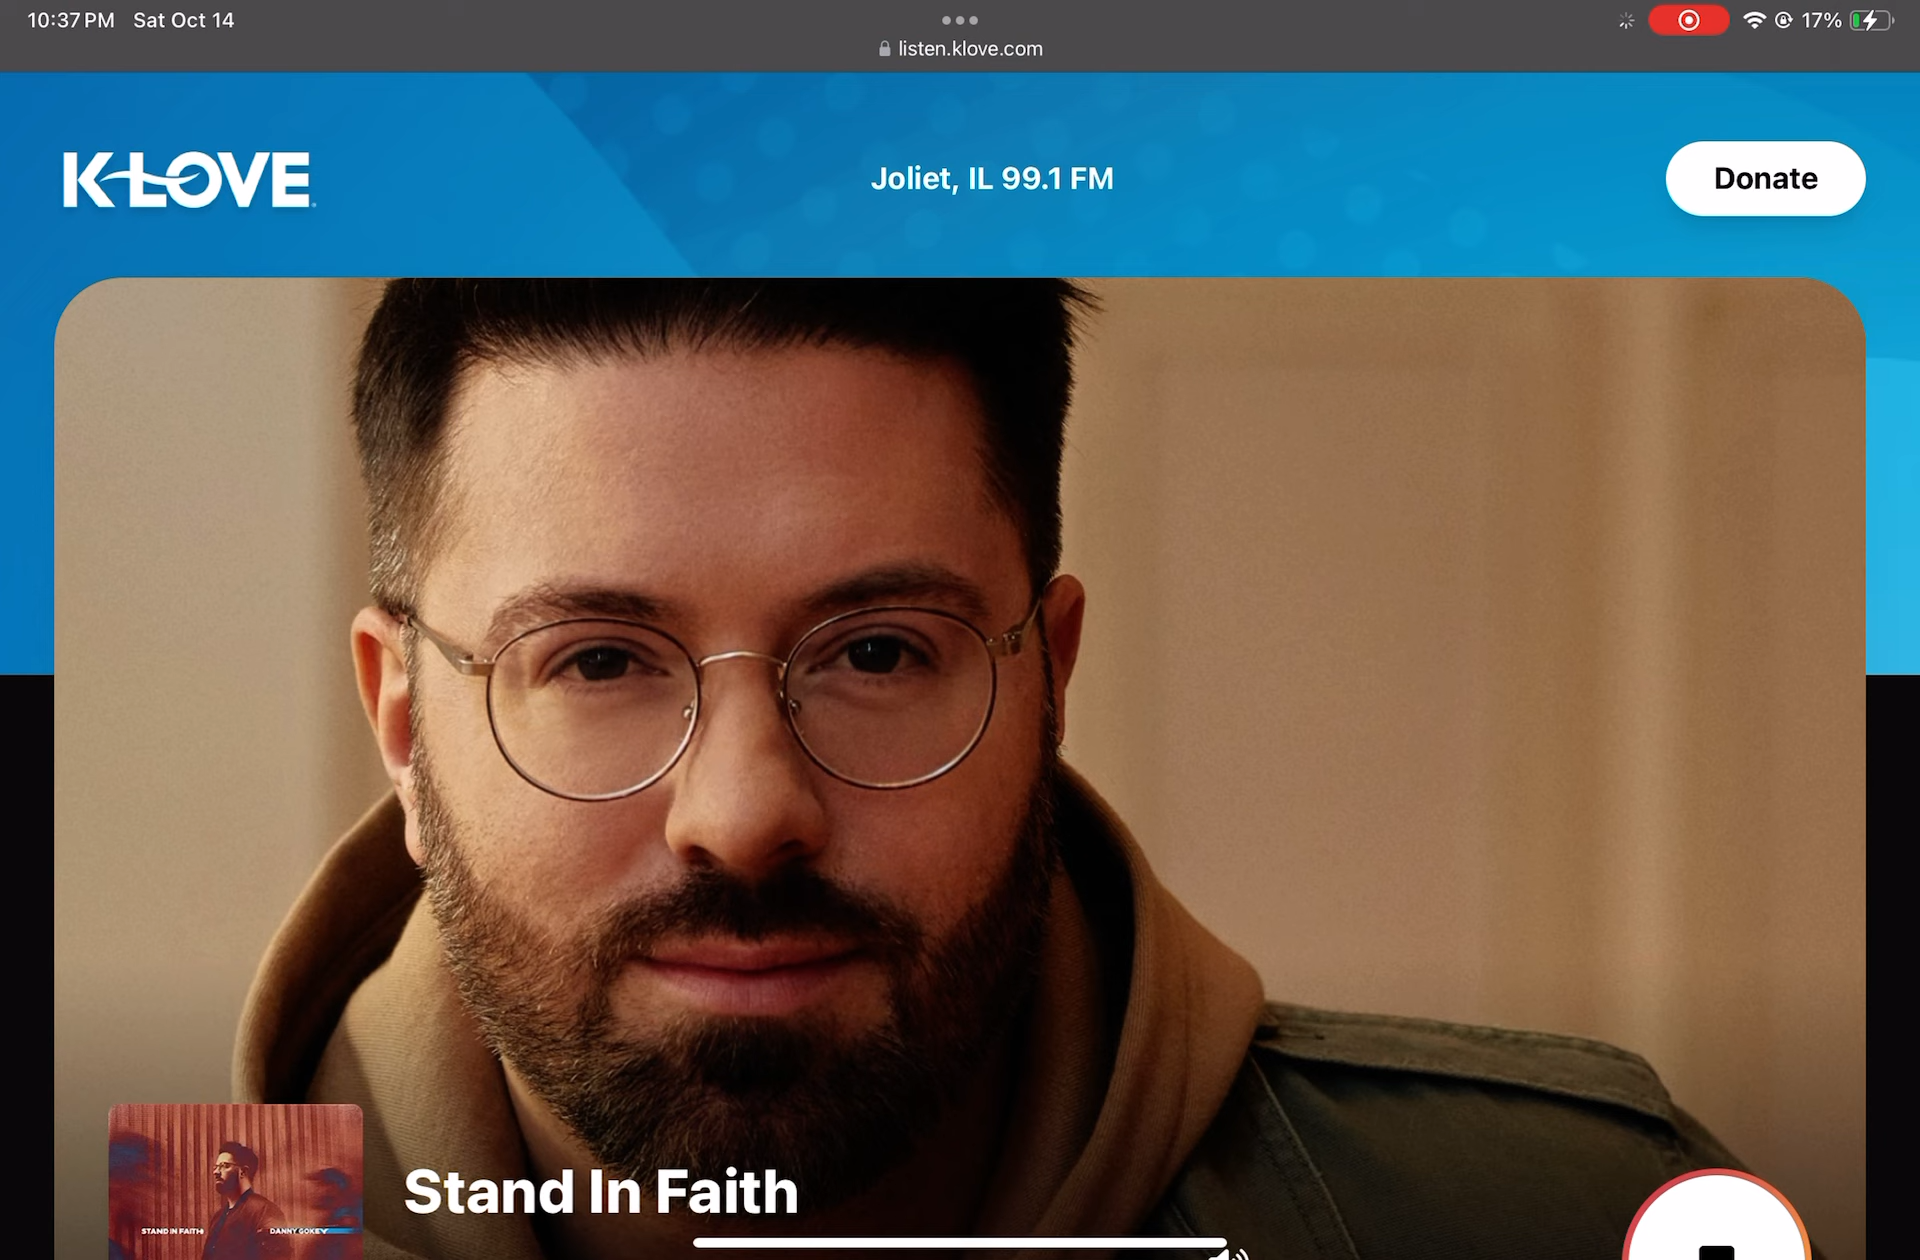 10:37 PM Sat Oct 14
17%
listen.klove.com
K-LOVE
Joliet, IL 99.1 FM
Donate
Stand In Faith
STAND IN FAITH
DANNY GOKEY